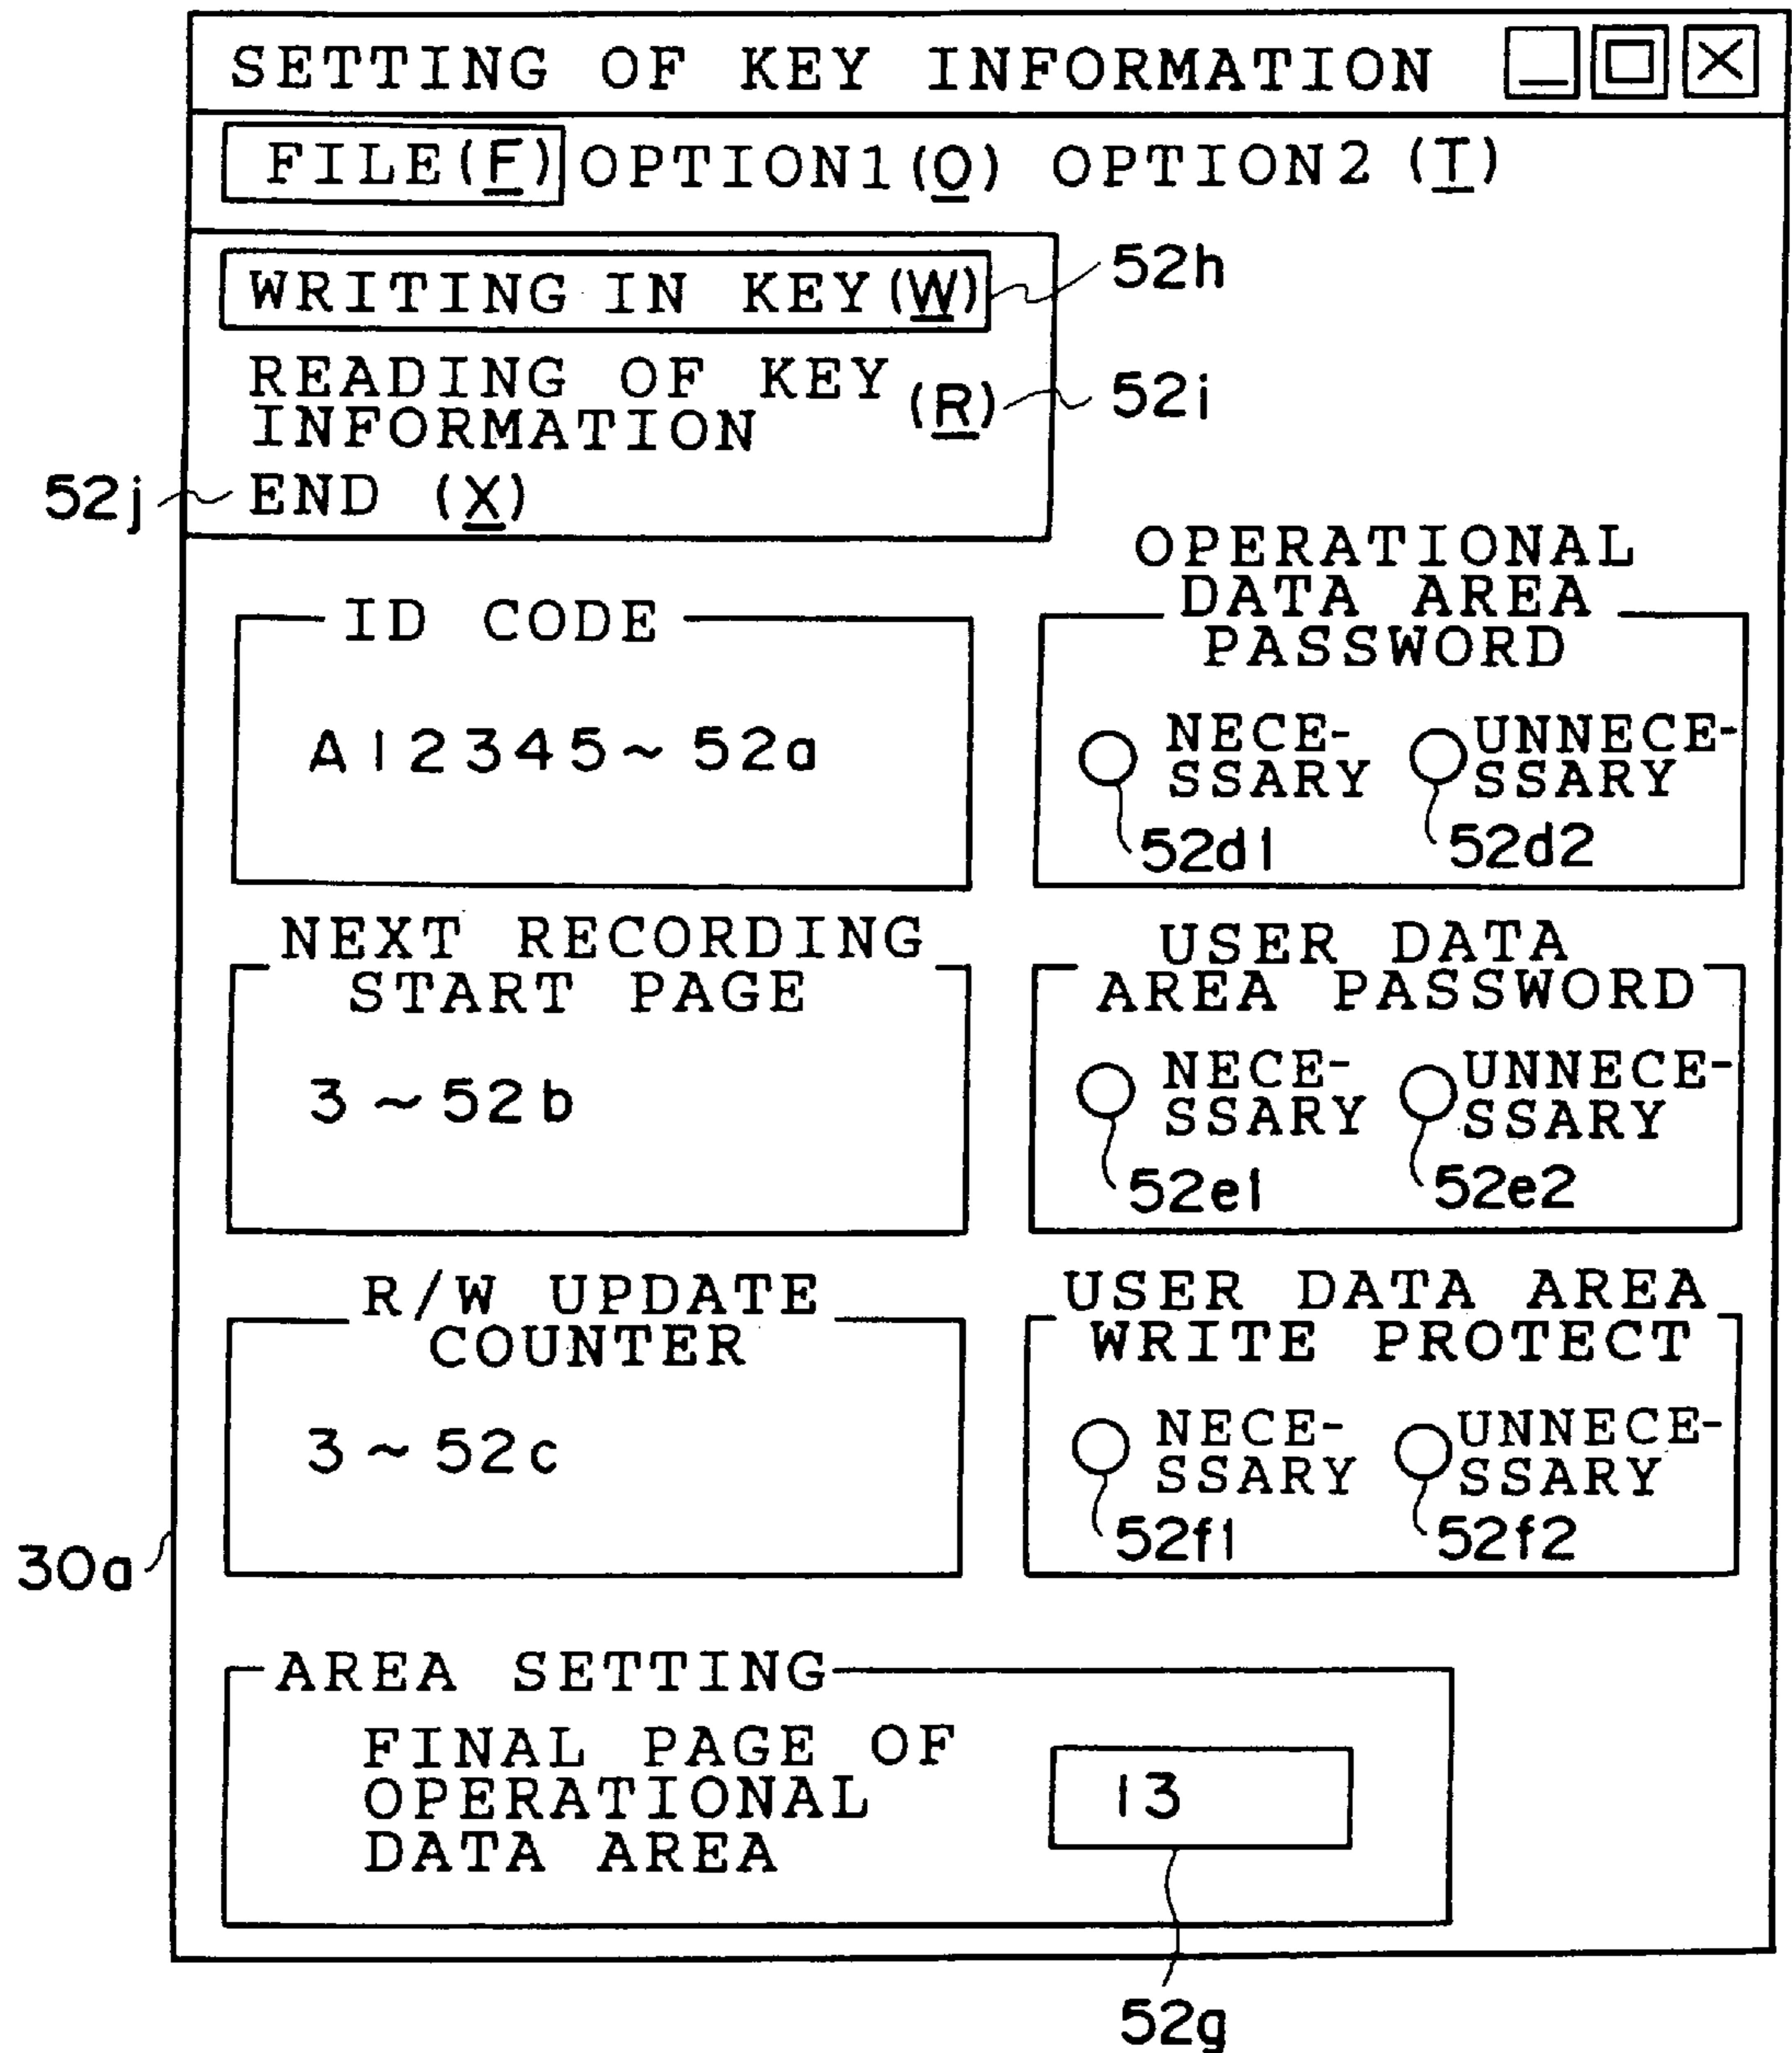 SETTING OF KEY INFORMATION
FILE(F) OPTION1(O) OPTION2 (T)
WRITING IN KEY(W)
52h
READING OF KEY
INFORMATION
(R)
52i
52j
END (X)
ID CODE
A12345~52a
OPERATIONAL
DATA AREA
PASSWORD
NECE-
SSARY
UNNECE-
SSARY
52d1
52d2
NEXT RECORDING
START PAGE
3~52b
USER DATA
AREA PASSWORD
NECE-
SSARY
UNNECE-
SSARY
52e1
52e2
R/W UPDATE
COUNTER
3~52c
USER DATA AREA
WRITE PROTECT
NECE-
SSARY
UNNECE-
SSARY
52f1
52f2
30a
AREA SETTING
FINAL PAGE OF
OPERATIONAL
DATA AREA
13
52g